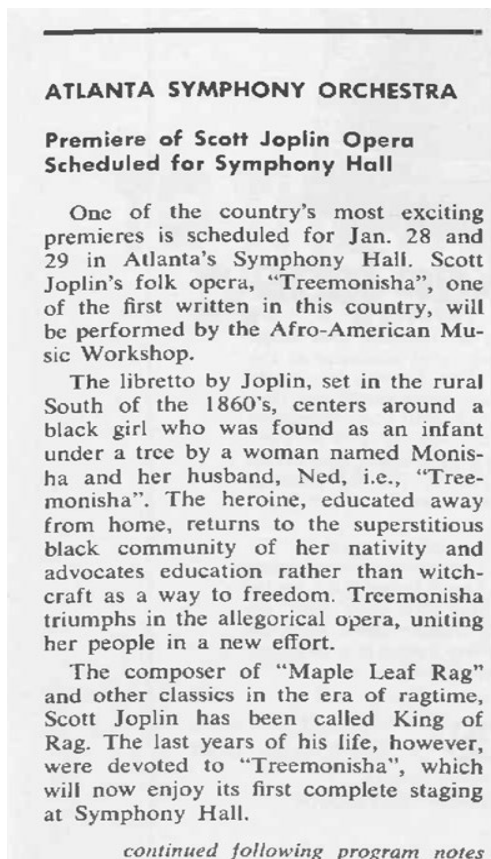 ATLANTA SYMPHONY ORCHESTRA
Premiere of Scott Joplin Opera
Scheduled for Symphony Hall
One of the country's most exciting
premieres is scheduled for Jan. 28 and
29 in Atlanta's Symphony Hall. Scott
Joplin's folk opera, "Treemonisha", one
of the first written in this country, will
be performed by the Afro-American Mu-
sic Workshop.
The libretto by Joplin, set in the rural
South of the 1860's, centers around a
black girl who was found as an infant
under a tree by a woman named Monis-
ha and her husband, Ned, i.e., "Tree-
monisha". The heroine, educated away
from home, returns to the superstitious
black community of her nativity and
advocates education rather than witch-
craft as a way to freedom. Treemonisha
triumphs in the allegorical opera, uniting
her people in a new effort.
The composer of "Maple Leaf Rag"
and other classics in the era of ragtime,
Scott Joplin has been called King of
Rag. The last years of his life, however,
were devoted to "Treemonisha", which
will now enjoy its first complete staging
at Symphony Hall.
continued following program notes